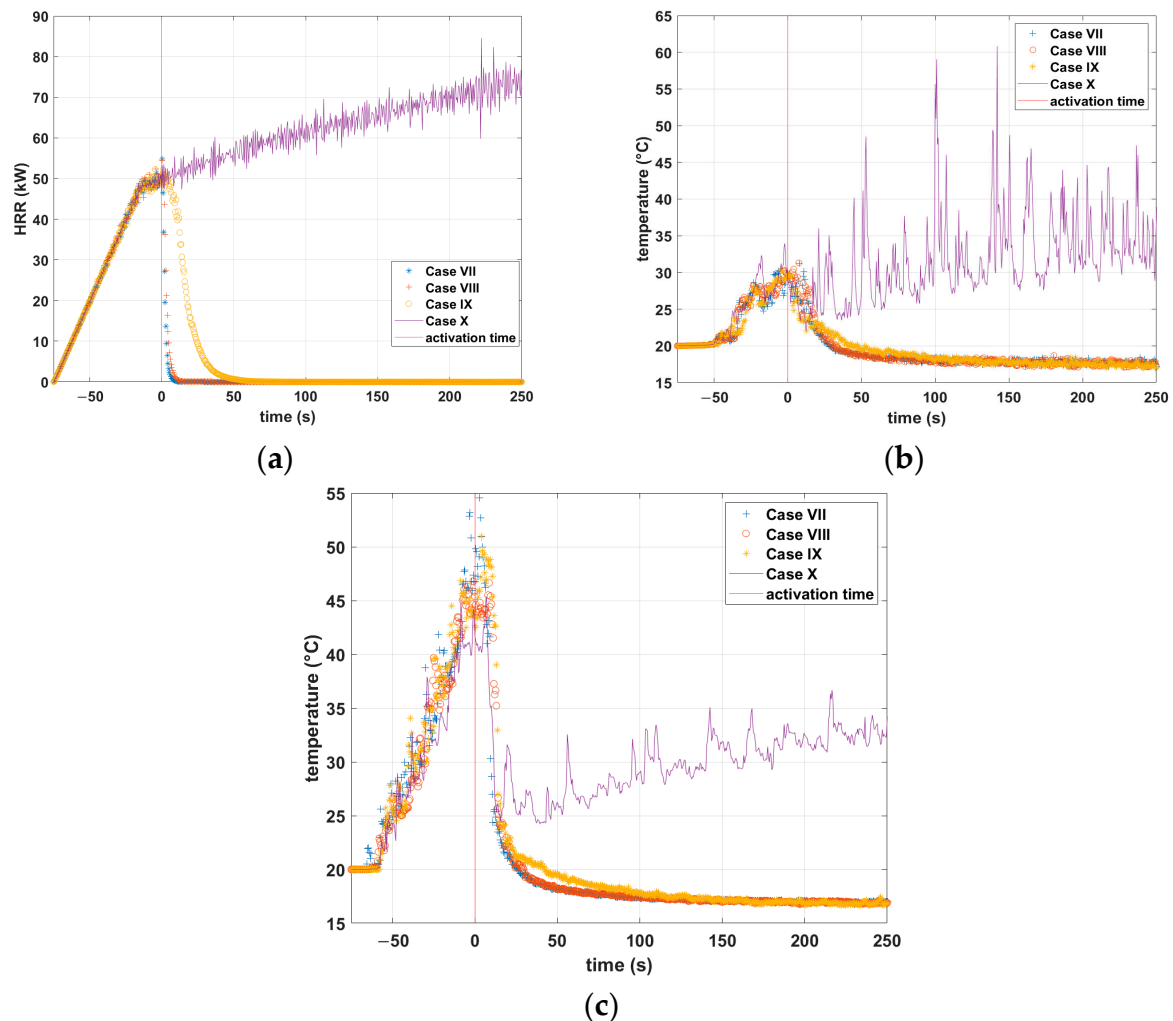 90
80
70
60
50
40
30
20
10
0
HRR (kW)
Case VII
Case VIII
Case IX
Case X
activation time
−50 0 50 100 150 200 250
time (s)
(a)
65
60
55
50
45
40
35
30
25
20
15
temperature (°C)
Case VII
Case VIII
Case IX
Case X
activation time
−50 0 50 100 150 200 250
time (s)
(b)
55
50
45
40
35
30
25
20
15
temperature (°C)
Case VII
Case VIII
Case IX
Case X
activation time
−50 0 50 100 150 200 250
time (s)
(c)